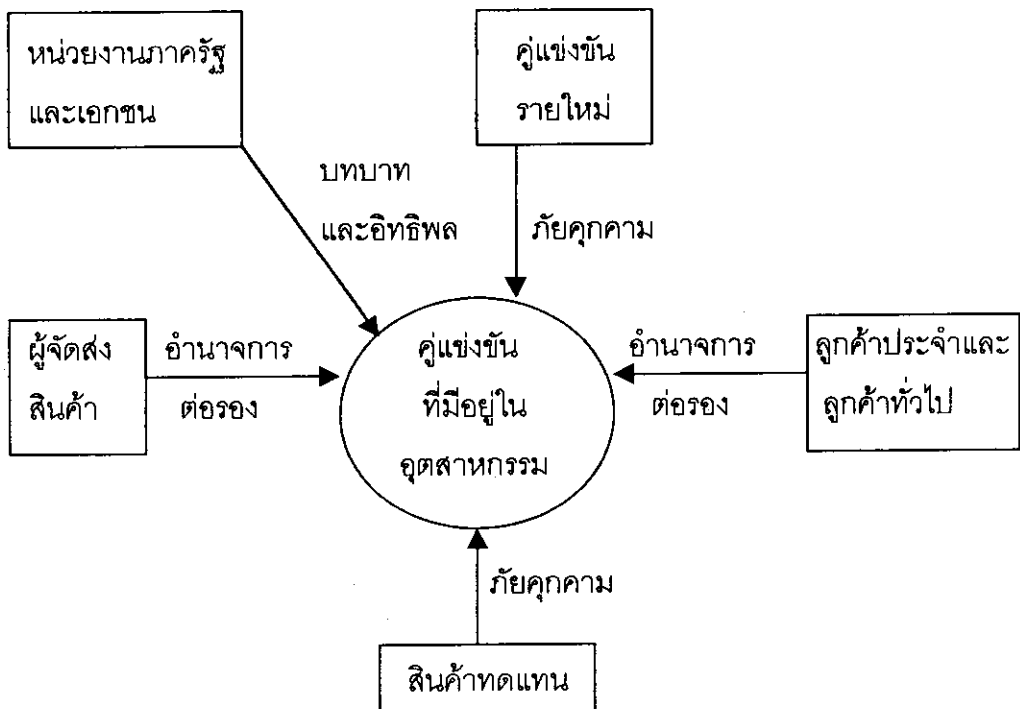 หน่วยงานภาครัฐ
และเอกชน
คู่แข่งขัน
รายใหม่
บทบาท
และอิทธิพล
ภัยคุกคาม
ผู้จัดส่ง
สินค้า
อำนาจการ
ต่อรอง
คู่แข่งขัน
ที่มีอยู่ใน
อุตสาหกรรม
อำนาจการ
ต่อรอง
ลูกค้าประจำและ
ลูกค้าทั่วไป
ภัยคุกคาม
สินค้าทดแทน